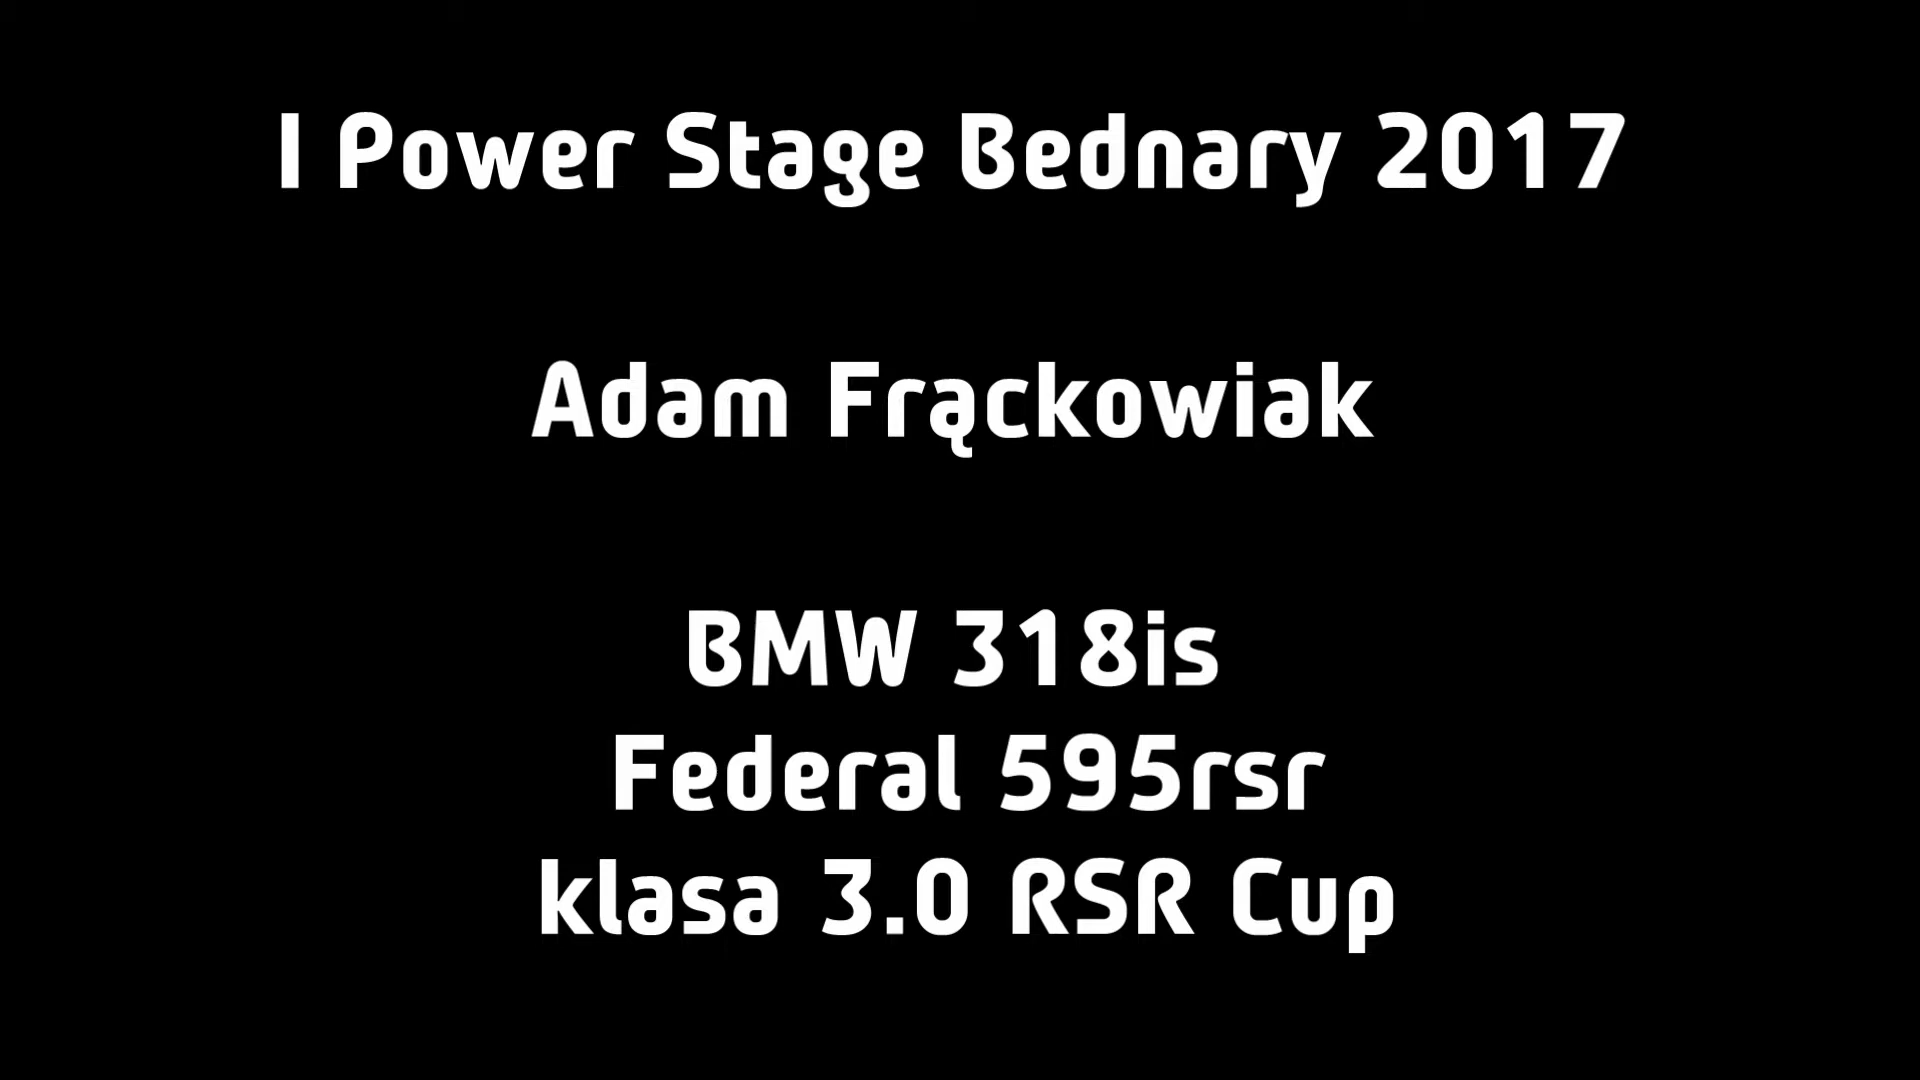 I Power Stage Bednary 2017
Adam Frąckowiak
BMW 318is
Federal 595rsr
klasa 3.0 RSR Cup